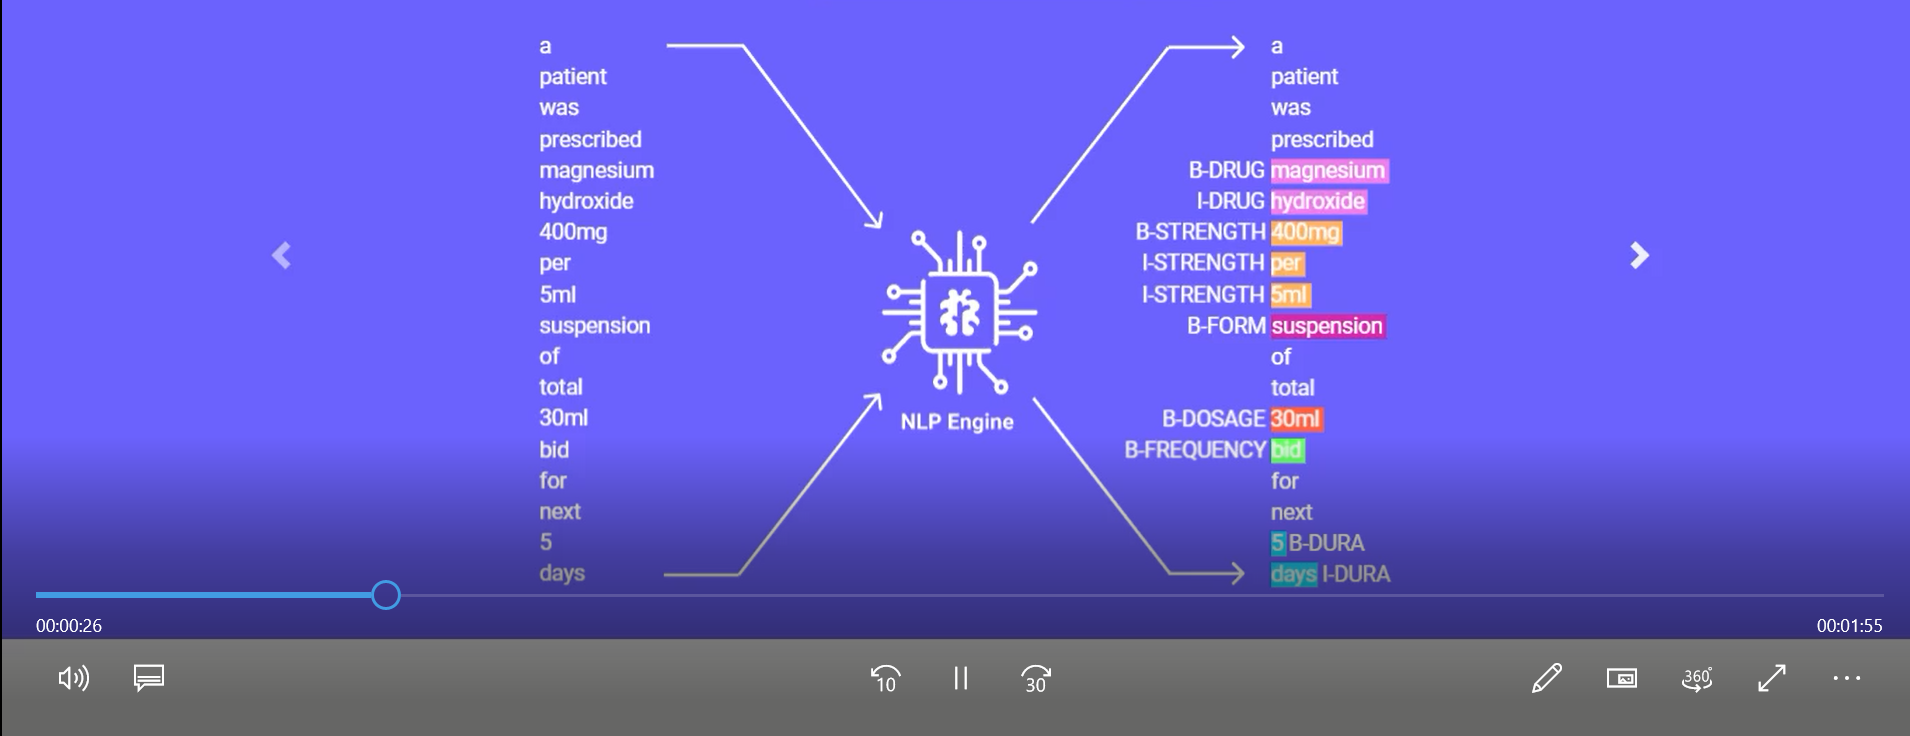 a
patient
was
prescribed
magnesium
hydroxide
400mg
per
5ml
suspension
of
total
30ml
bid
for
next
5
days
NLP Engine
a
patient
was
prescribed
B-DRUG magnesium
I-DRUG hydroxide
B-STRENGTH 400mg
I-STRENGTH per
I-STRENGTH 5ml
B-FORM suspension
of
total
B-DOSAGE 30ml
B-FREQUENCY bid
for
next
5 B-DURA
days I-DURA
00:00:26
00:01:55
10
30
360°